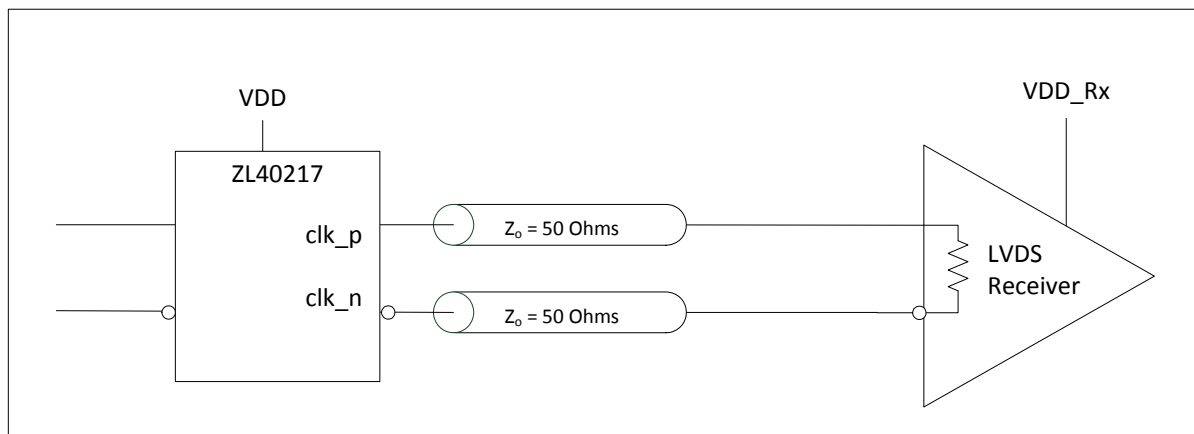 VDD
VDD_Rx
ZL40217
clk_p
Zₒ = 50 Ohms
LVDS
Receiver
clk_n
Zₒ = 50 Ohms